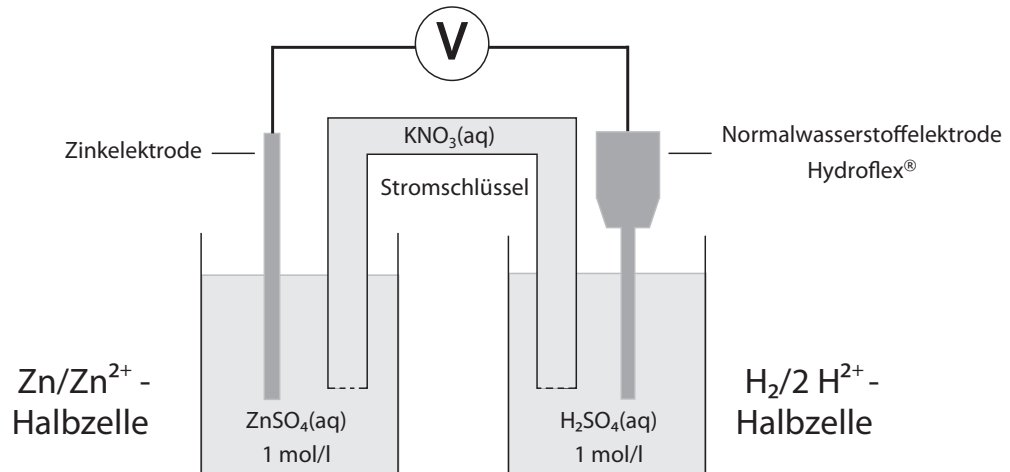 V
KNO₃(aq)
Zinkelektrode
Normalwasserstoffelektrode
Hydroflex®
Stromschlüssel
Zn/Zn²⁺ -
Halbzelle
H₂/2 H²⁺ -
Halbzelle
ZnSO₄(aq)
1 mol/l
H₂SO₄(aq)
1 mol/l